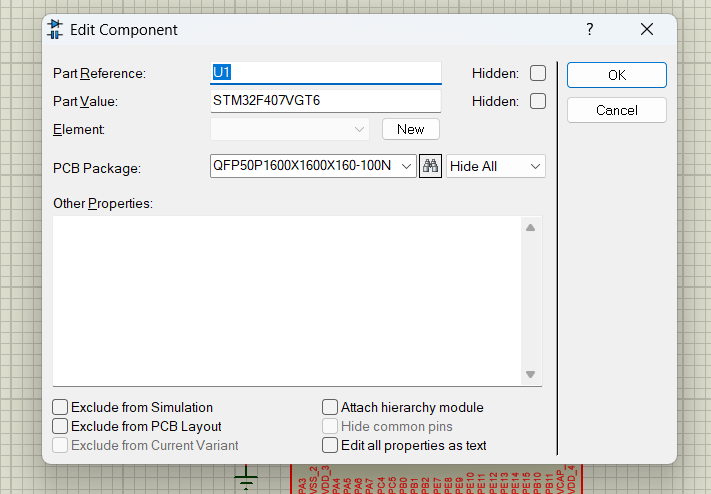 Edit Component
?
Part Reference: U1 Hidden:
OK
Part Value: STM32F407VGT6 Hidden:
Cancel
Element: New
PCB Package: QFP50P1600X1600X160-100N Hide All
Other Properties:
Exclude from Simulation Attach hierarchy module
Exclude from PCB Layout Hide common pins
Exclude from Current Variant Edit all properties as text
PA3
VSS_2
VDD_3
PA4
PA5
PA6
PA7
PC4
PC5
PB0
PB1
PB2
PE7
PE8
PE9
PE10
PE11
PE12
PE13
PE14
PE15
PB10
PB11
VCAP_
VDD_4